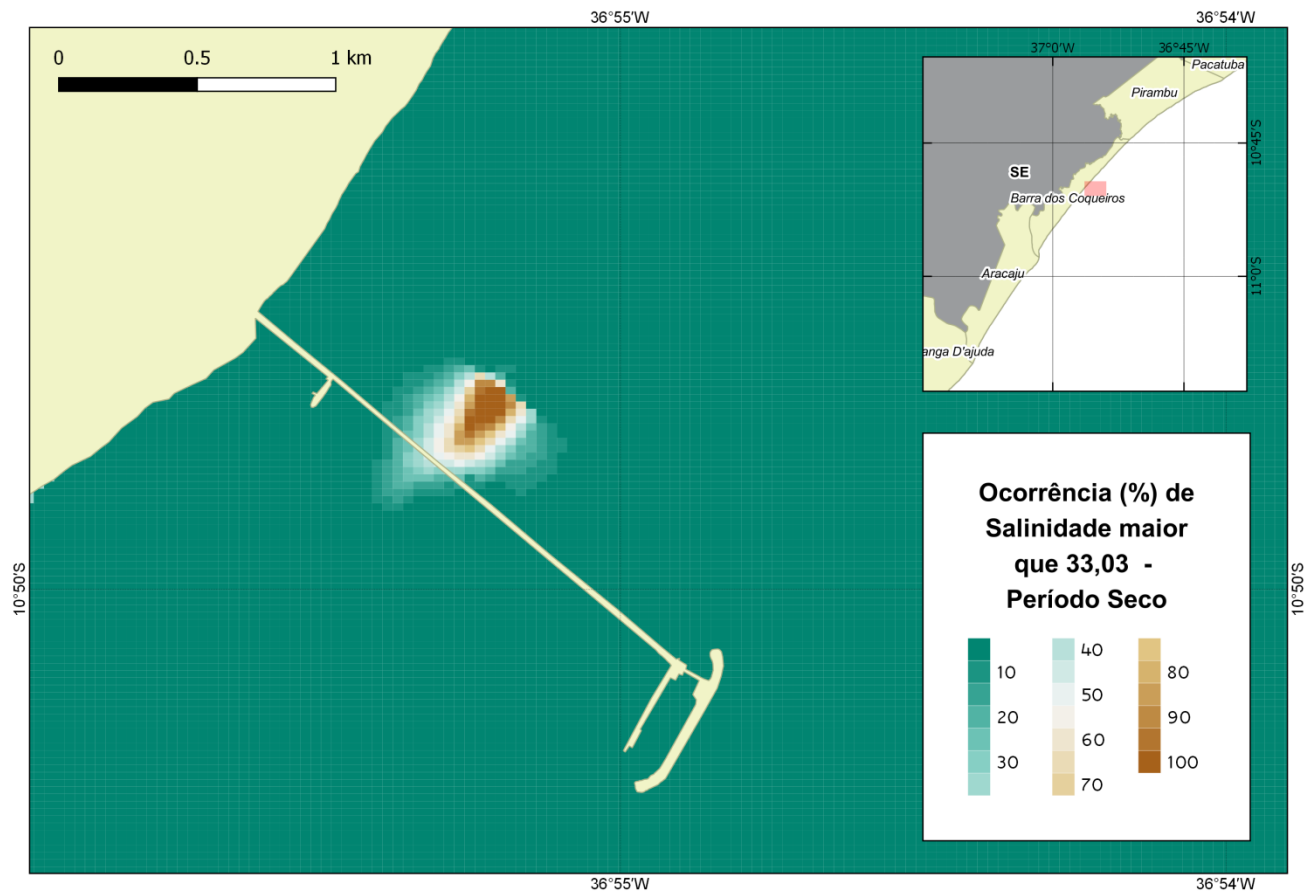 36°55'W
36°54'W
0 0.5 1 km
37°0'W
36°45'W
Pacatuba
Pirambu
10°45'S
SE
Barra dos Coqueiros
11°0'S
Aracaju
anga D'ajuda
Ocorrência (%) de
Salinidade maior
que 33,03 -
Período Seco
40
10
80
50
20
90
60
30
100
70
10°50'S
10°50'S
36°55'W
36°54'W